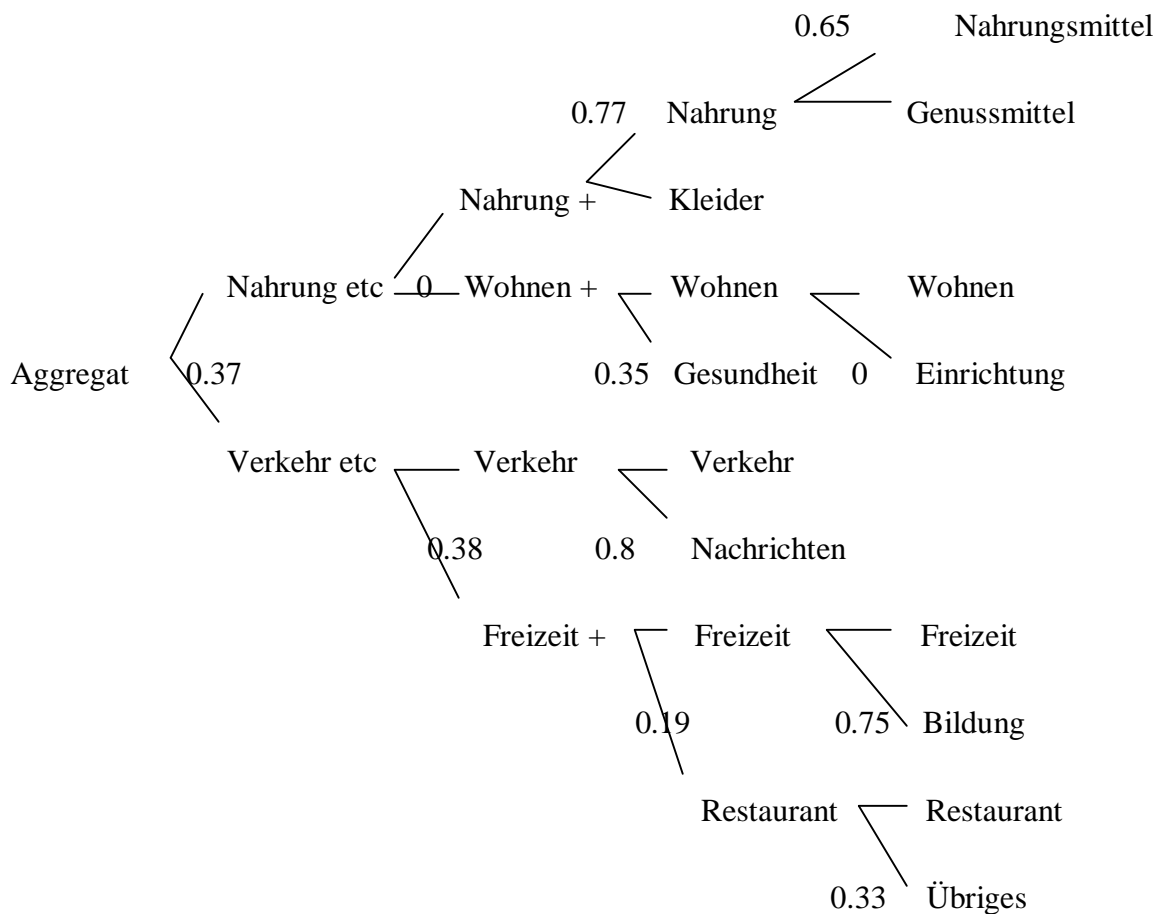 0.65 Nahrungsmittel
0.77 Nahrung Genussmittel
Nahrung + Kleider
Nahrung etc 0 Wohnen + Wohnen Wohnen
Aggregat 0.37 0.35 Gesundheit 0 Einrichtung
Verkehr etc Verkehr Verkehr
0.38 0.8 Nachrichten
Freizeit + Freizeit Freizeit
0.19 0.75 Bildung
Restaurant Restaurant
0.33 Übriges